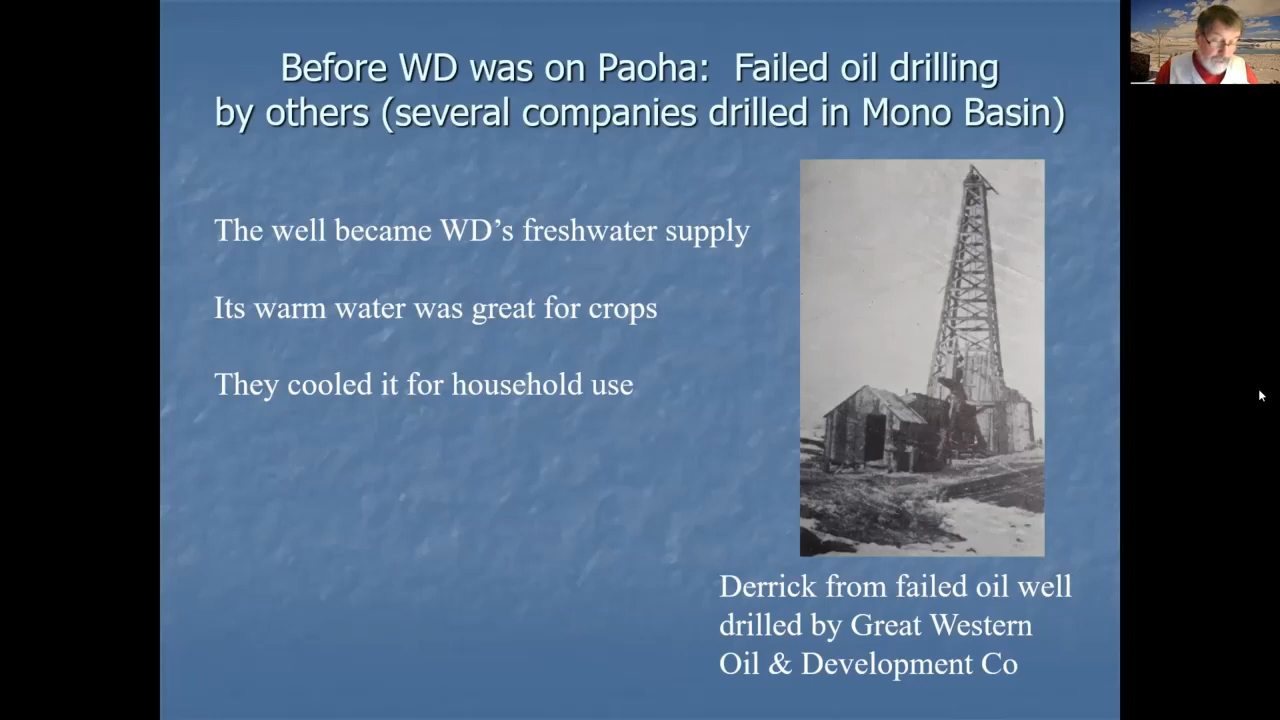 Before WD was on Paoha: Failed oil drilling
by others (several companies drilled in Mono Basin)
The well became WD’s freshwater supply
Its warm water was great for crops
They cooled it for household use
Derrick from failed oil well
drilled by Great Western
Oil & Development Co